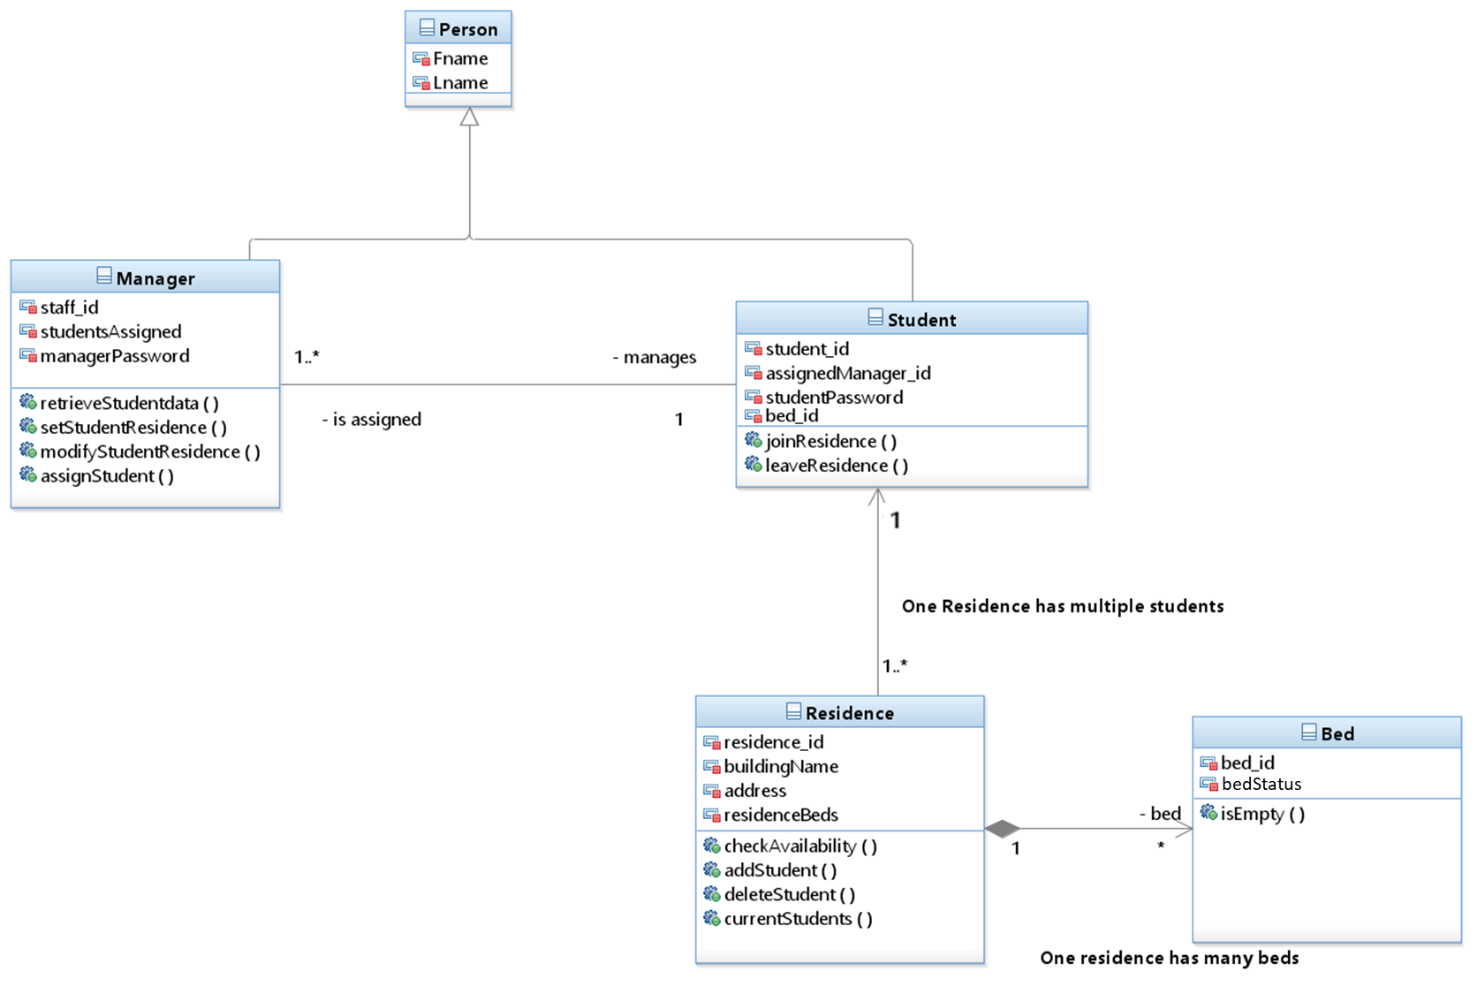 Person
Fname
Lname
Manager
staff_id
studentsAssigned
managerPassword
retrieveStudentdata ( )
setStudentResidence ( )
modifyStudentResidence ( )
assignStudent ( )
1..*
- manages
- is assigned
1
Student
student_id
assignedManager_id
studentPassword
bed_id
joinResidence ( )
leaveResidence ( )
1
One Residence has multiple students
1..*
Residence
residence_id
buildingName
address
residenceBeds
checkAvailability ( )
addStudent ( )
deleteStudent ( )
currentStudents ( )
- bed
1
*
Bed
bed_id
bedStatus
isEmpty ( )
One residence has many beds